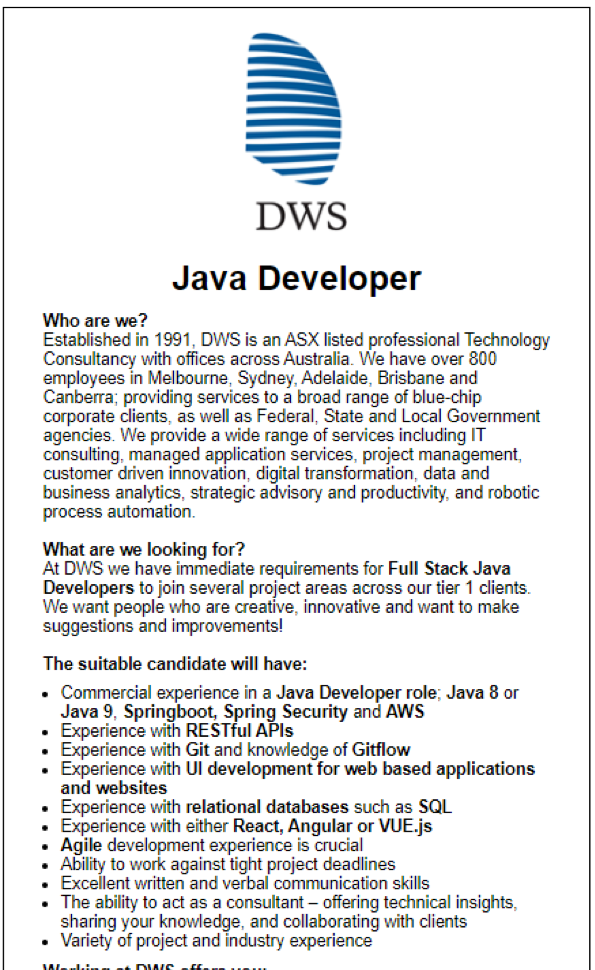 DWS
Java Developer
Who are we?
Established in 1991, DWS is an ASX listed professional Technology
Consultancy with offices across Australia. We have over 800
employees in Melbourne, Sydney, Adelaide, Brisbane and
Canberra; providing services to a broad range of blue-chip
corporate clients, as well as Federal, State and Local Government
agencies. We provide a wide range of services including IT
consulting, managed application services, project management,
customer driven innovation, digital transformation, data and
business analytics, strategic advisory and productivity, and robotic
process automation.
What are we looking for?
At DWS we have immediate requirements for Full Stack Java
Developers to join several project areas across our tier 1 clients.
We want people who are creative, innovative and want to make
suggestions and improvements!
The suitable candidate will have:
• Commercial experience in a Java Developer role; Java 8 or
Java 9, Springboot, Spring Security and AWS
• Experience with RESTful APIs
• Experience with Git and knowledge of Gitflow
• Experience with UI development for web based applications
and websites
• Experience with relational databases such as SQL
• Experience with either React, Angular or VUE.js
• Agile development experience is crucial
• Ability to work against tight project deadlines
• Excellent written and verbal communication skills
• The ability to act as a consultant – offering technical insights,
sharing your knowledge, and collaborating with clients
• Variety of project and industry experience
Working at DWS offers you: